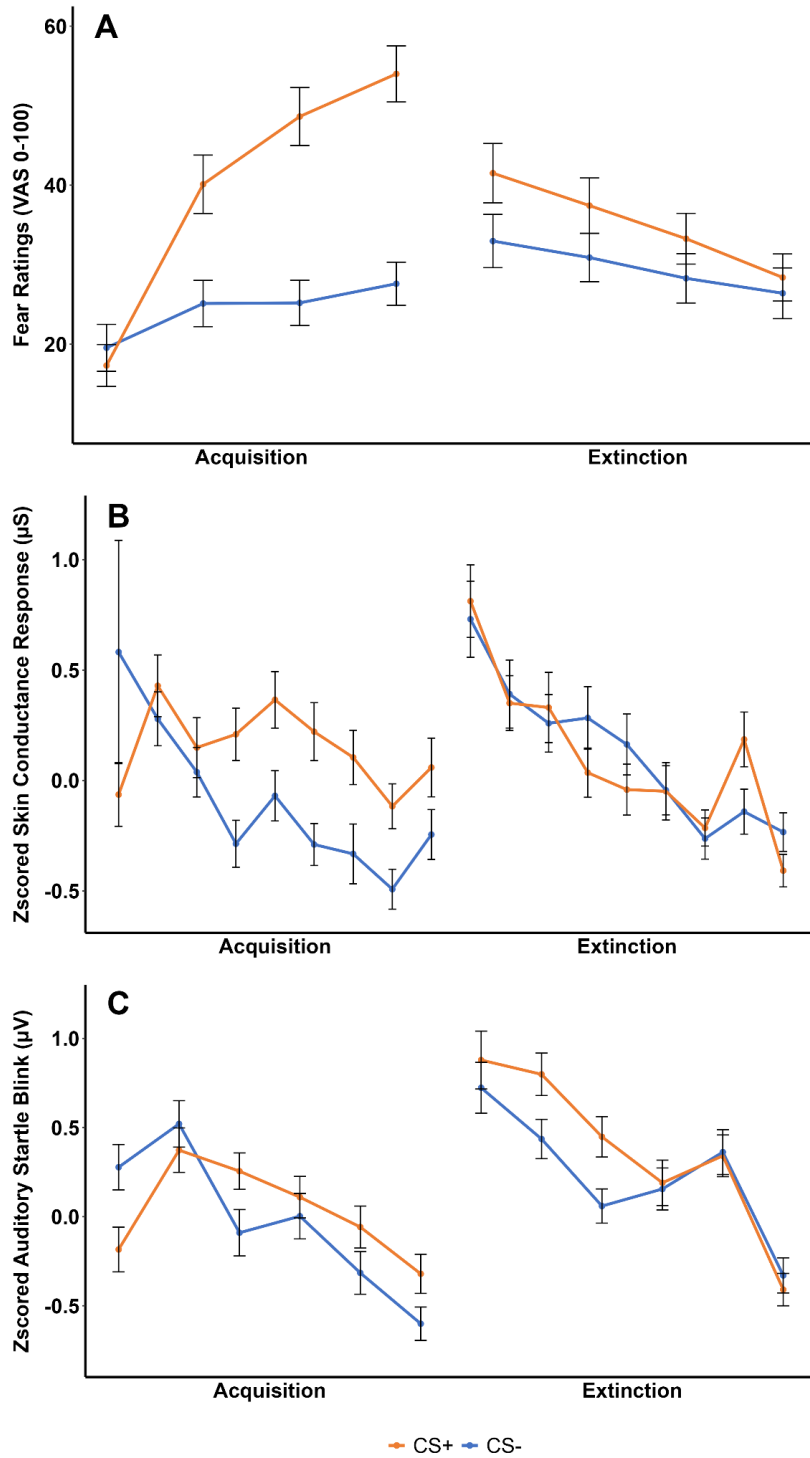 A
Fear Ratings (VAS 0-100)
60
40
20
Acquisition
Extinction
B
Zscored Skin Conductance Response (µS)
1.0
0.5
0.0
-0.5
Acquisition
Extinction
C
Zscored Auditory Startle Blink (µV)
1.0
0.5
0.0
-0.5
Acquisition
Extinction
CS+ CS-